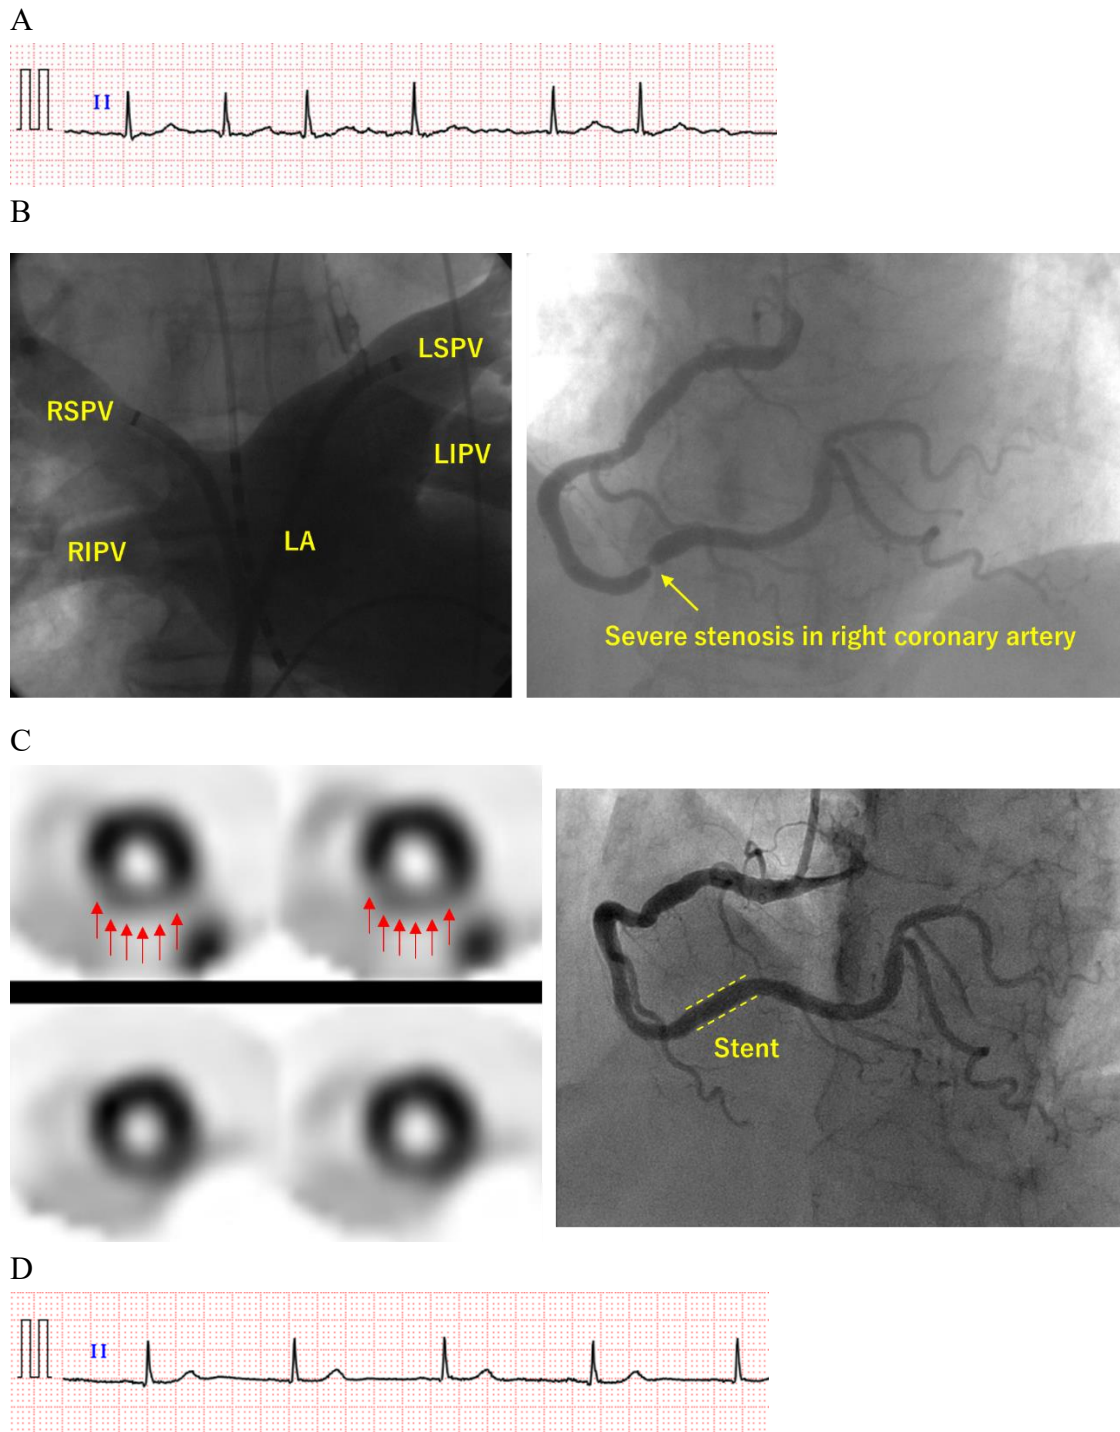 A
II
B
LSPV
RSPV
LIPV
RIPV
LA
Severe stenosis in right coronary artery
C
Stent
D
II